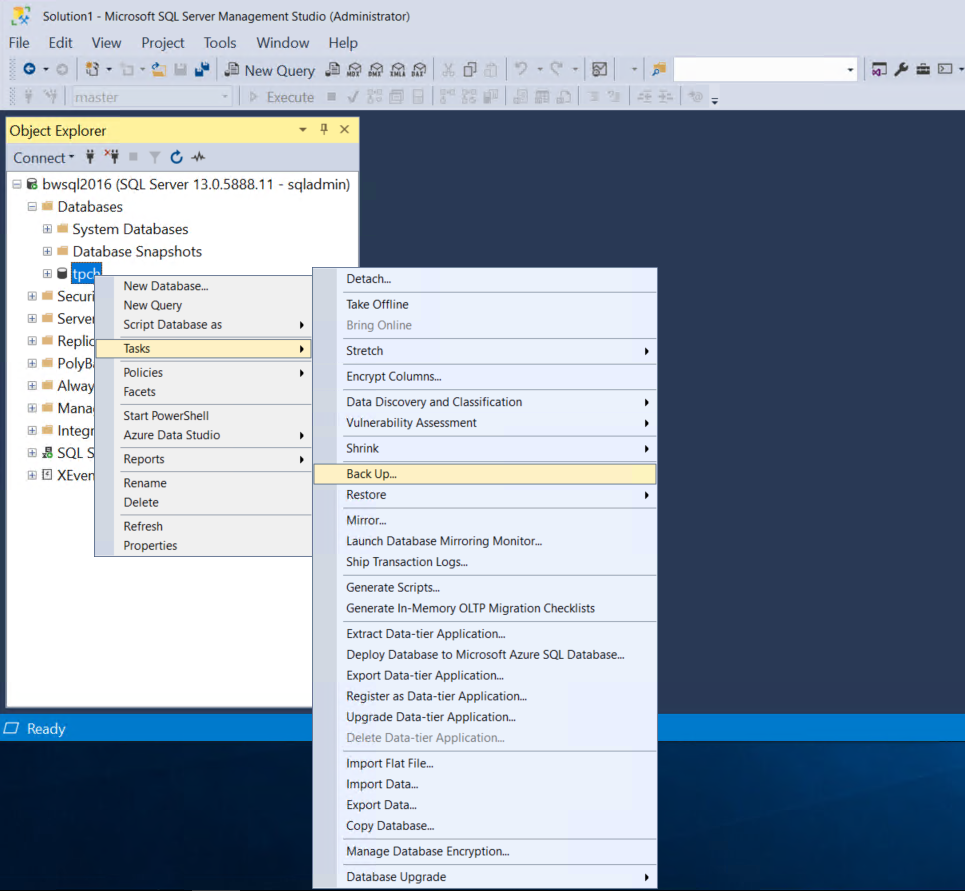 Solution1 - Microsoft SQL Server Management Studio (Administrator)
File Edit View Project Tools Window Help
New Query MDX DMX XMLA DAX
master Execute
Object Explorer
Connect
bwsql2016 (SQL Server 13.0.5888.11 - sqladmin)
Databases
System Databases
Database Snapshots
tpch
Securi
Server
Replic
PolyBa
Alway
Manag
Integr
SQL S
XEven
New Database...
New Query
Script Database as
Tasks
Policies
Facets
Start PowerShell
Azure Data Studio
Reports
Rename
Delete
Refresh
Properties
Detach...
Take Offline
Bring Online
Stretch
Encrypt Columns...
Data Discovery and Classification
Vulnerability Assessment
Shrink
Back Up...
Restore
Mirror...
Launch Database Mirroring Monitor...
Ship Transaction Logs...
Generate Scripts...
Generate In-Memory OLTP Migration Checklists
Extract Data-tier Application...
Deploy Database to Microsoft Azure SQL Database...
Export Data-tier Application...
Register as Data-tier Application...
Upgrade Data-tier Application...
Delete Data-tier Application...
Import Flat File...
Import Data...
Export Data...
Copy Database...
Manage Database Encryption...
Database Upgrade
Ready